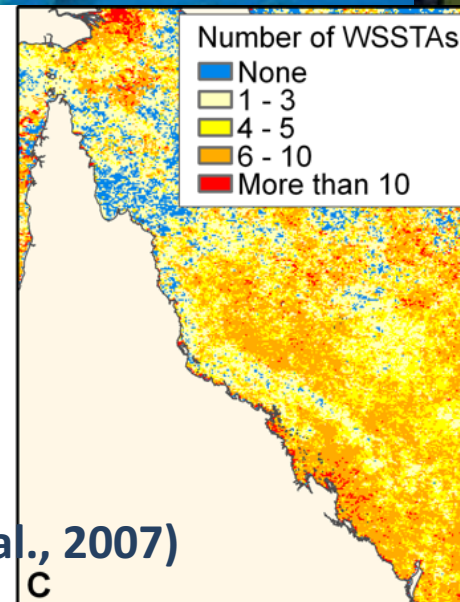 Number of WSSTAs
None
1 - 3
4 - 5
6 - 10
More than 10
al., 2007)
C